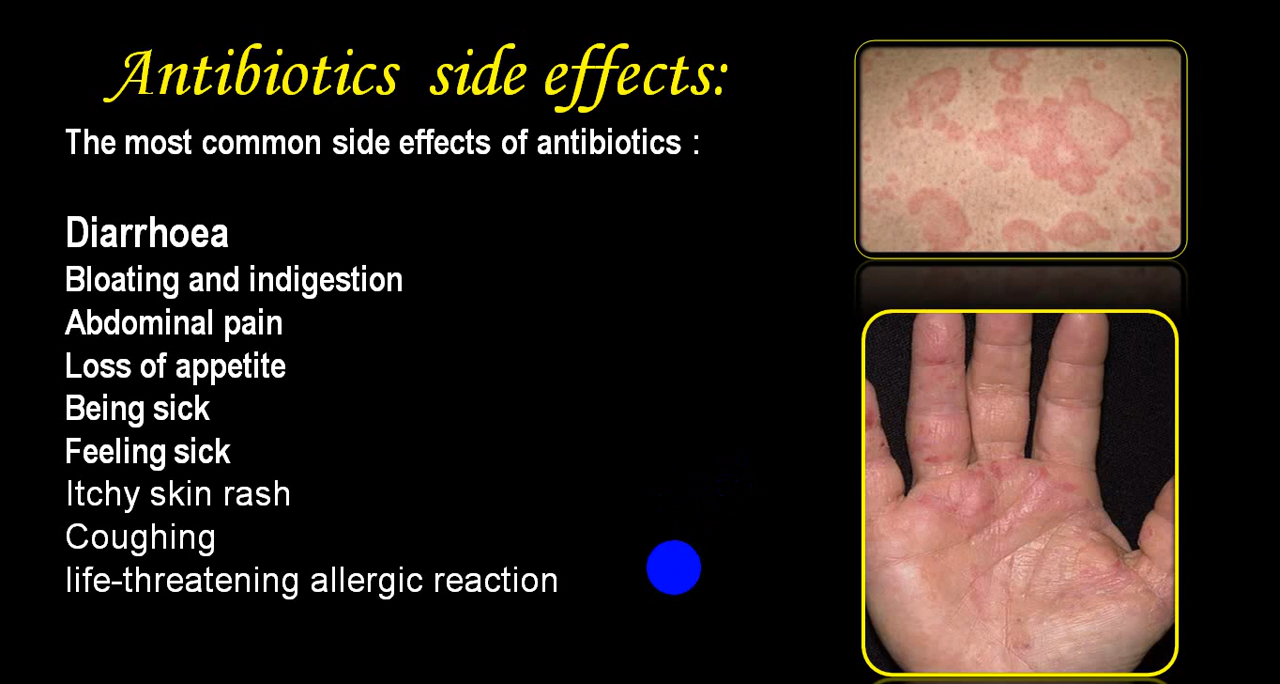 Antibiotics side effects:
The most common side effects of antibiotics :
Diarrhoea
Bloating and indigestion
Abdominal pain
Loss of appetite
Being sick
Feeling sick
Itchy skin rash
Coughing
life-threatening allergic reaction